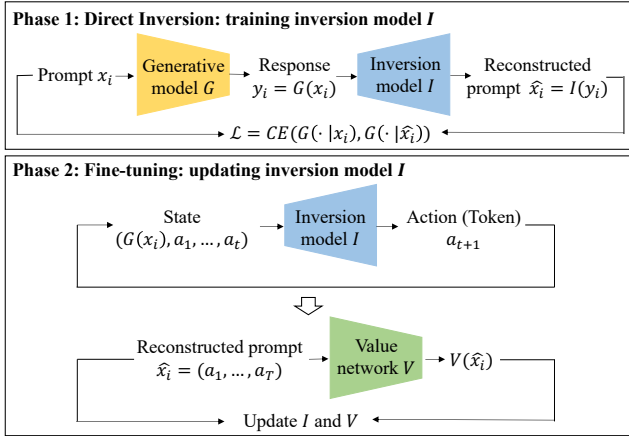 Phase 1: Direct Inversion: training inversion model I
Prompt x_i
Generative
model G
Response
y_i = G(x_i)
Inversion
model I
Reconstructed
prompt x̂_i = I(y_i)
ℒ = CE(G(· |x_i), G(· |x̂_i))
Phase 2: Fine-tuning: updating inversion model I
State
(G(x_i), a_1, … , a_t)
Inversion
model I
Action (Token)
a_{t+1}
Reconstructed prompt
x̂_i = (a_1, … , a_T)
Value
network V
V(x̂_i)
Update I and V